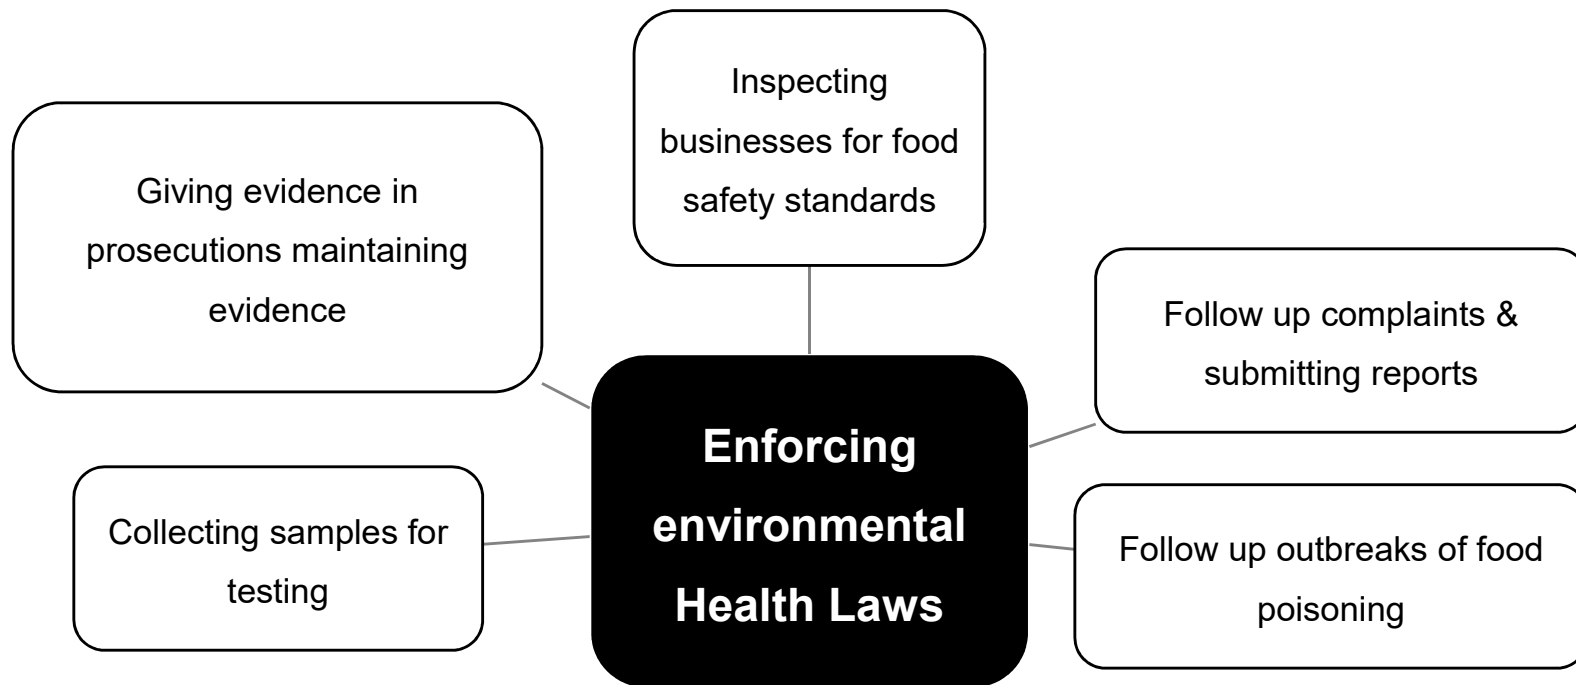 Inspecting
businesses for food
safety standards
Giving evidence in
prosecutions maintaining
evidence
Follow up complaints &
submitting reports
Enforcing
environmental
Health Laws
Collecting samples for
testing
Follow up outbreaks of food
poisoning